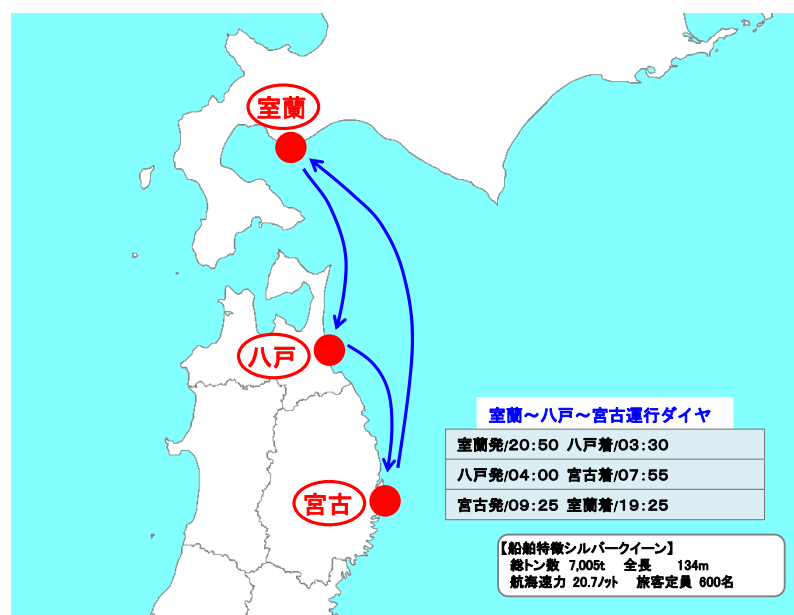 室蘭
八戸
宮古
室蘭～八戸～宮古運行ダイヤ
室蘭発/20:50 八戸着/03:30
八戸発/04:00 宮古着/07:55
宮古発/09:25 室蘭着/19:25
【船舶特徴シルバークイーン】
総トン数 7,005t 全長 134m
航海速力 20.7ノット 旅客定員 600名